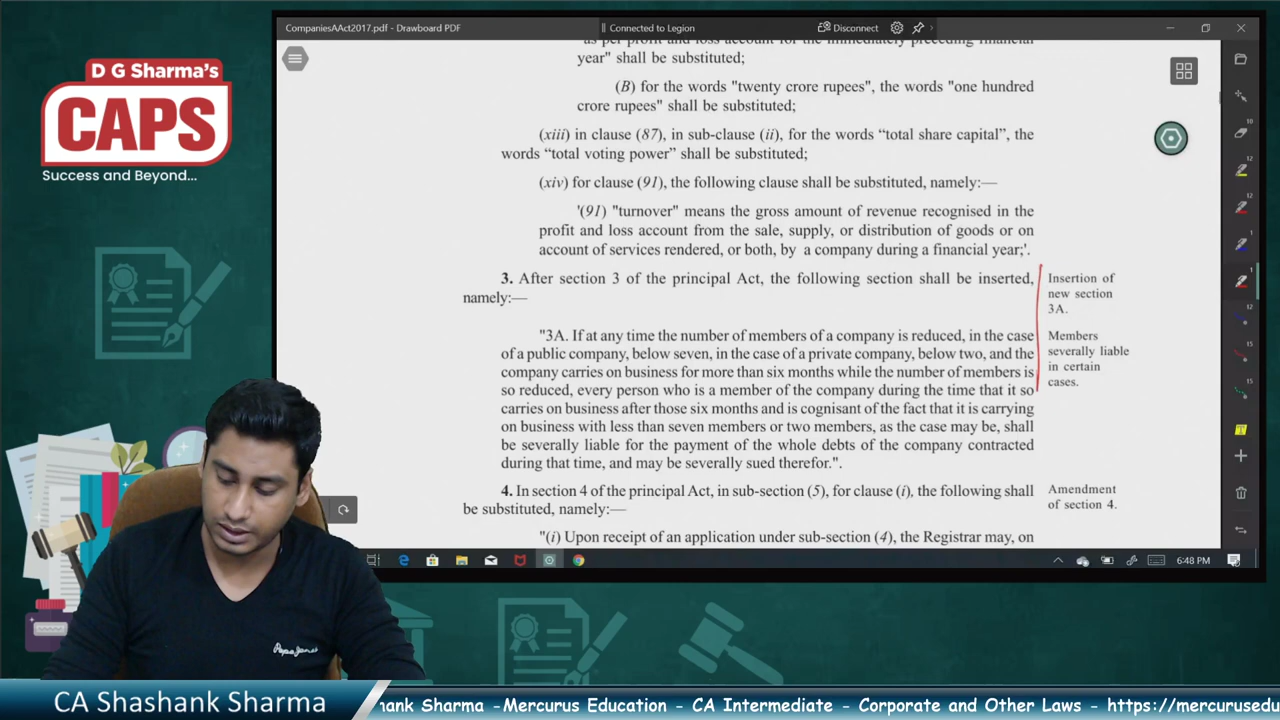 D G Sharma's
CAPS
Success and Beyond...
CompaniesAAct2017.pdf - Drawboard PDF
Connected to Legion
Disconnect
as per profit and loss account for the immediately preceding financial
year" shall be substituted;
(B) for the words "twenty crore rupees", the words "one hundred
crore rupees" shall be substituted;
(xiii) in clause (87), in sub-clause (ii), for the words “total share capital”, the
words “total voting power” shall be substituted;
(xiv) for clause (91), the following clause shall be substituted, namely:—
'(91) "turnover" means the gross amount of revenue recognised in the
profit and loss account from the sale, supply, or distribution of goods or on
account of services rendered, or both, by a company during a financial year;'.
3. After section 3 of the principal Act, the following section shall be inserted,
namely:—
Insertion of
new section
3A.
"3A. If at any time the number of members of a company is reduced, in the case
of a public company, below seven, in the case of a private company, below two, and the
company carries on business for more than six months while the number of members is
so reduced, every person who is a member of the company during the time that it so
carries on business after those six months and is cognisant of the fact that it is carrying
on business with less than seven members or two members, as the case may be, shall
be severally liable for the payment of the whole debts of the company contracted
during that time, and may be severally sued therefor.".
Members
severally liable
in certain
cases.
4. In section 4 of the principal Act, in sub-section (5), for clause (i), the following shall
be substituted, namely:—
Amendment
of section 4.
"(i) Upon receipt of an application under sub-section (4), the Registrar may, on
6:48 PM
Pepe Jeans
CA Shashank Sharma
hank Sharma -Mercurus Education - CA Intermediate - Corporate and Other Laws - https://mercurusedu